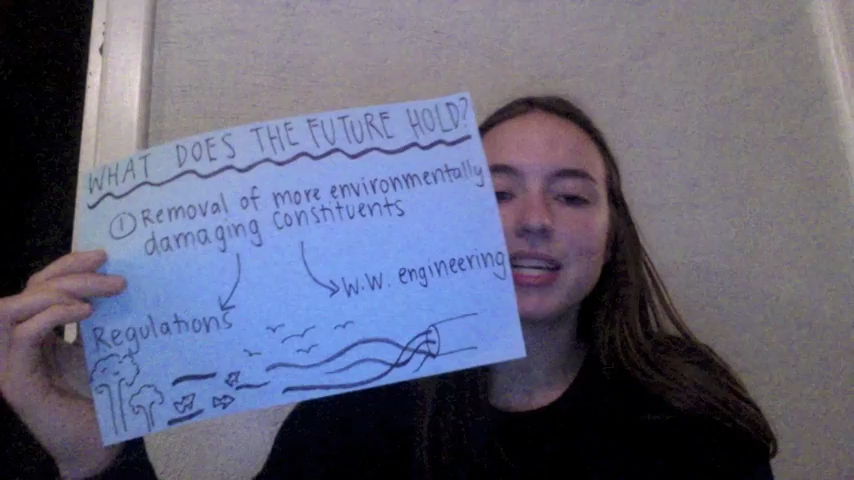 WHAT DOES THE FUTURE HOLD?
① Removal of more environmentally
damaging constituents
W.W. engineering
Regulations